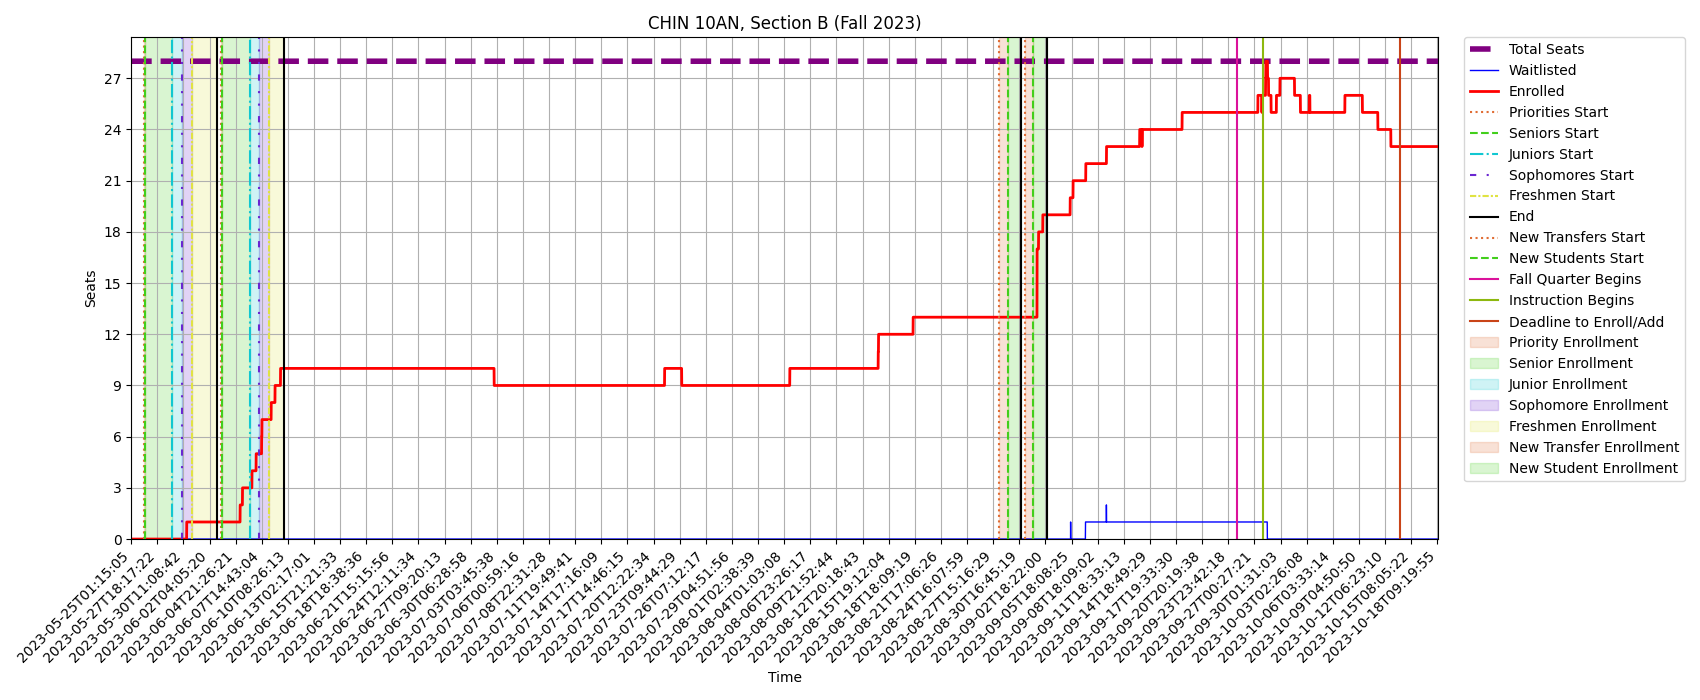 CHIN 10AN, Section B (Fall 2023)
Seats
27
24
21
18
15
12
9
6
3
0
2023-05-25T01:15:05
2023-05-27T18:17:22
2023-05-30T11:08:42
2023-06-02T04:05:20
2023-06-04T21:26:21
2023-06-07T14:43:04
2023-06-10T08:26:13
2023-06-13T02:17:01
2023-06-15T21:21:33
2023-06-18T18:38:36
2023-06-21T15:15:56
2023-06-24T12:11:34
2023-06-27T09:20:13
2023-06-30T06:28:58
2023-07-03T03:45:38
2023-07-06T00:59:16
2023-07-08T22:31:28
2023-07-11T19:49:41
2023-07-14T17:16:09
2023-07-17T14:46:15
2023-07-20T12:22:34
2023-07-23T09:44:29
2023-07-26T07:12:17
2023-07-29T04:51:56
2023-08-01T02:38:39
2023-08-04T01:03:08
2023-08-06T23:26:17
2023-08-09T21:52:44
2023-08-12T20:18:43
2023-08-15T19:12:04
2023-08-18T18:09:19
2023-08-21T17:06:26
2023-08-24T16:07:59
2023-08-27T15:16:29
2023-08-30T16:45:19
2023-09-02T18:22:00
2023-09-05T18:08:25
2023-09-08T18:09:02
2023-09-11T18:33:13
2023-09-14T18:49:29
2023-09-17T19:33:30
2023-09-20T20:19:38
2023-09-23T23:42:18
2023-09-27T00:27:21
2023-09-30T01:31:03
2023-10-03T02:26:08
2023-10-06T03:33:14
2023-10-09T04:50:50
2023-10-12T06:23:10
2023-10-15T08:05:22
2023-10-18T09:19:55
Time
Total Seats
Waitlisted
Enrolled
Priorities Start
Seniors Start
Juniors Start
Sophomores Start
Freshmen Start
End
New Transfers Start
New Students Start
Fall Quarter Begins
Instruction Begins
Deadline to Enroll/Add
Priority Enrollment
Senior Enrollment
Junior Enrollment
Sophomore Enrollment
Freshmen Enrollment
New Transfer Enrollment
New Student Enrollment